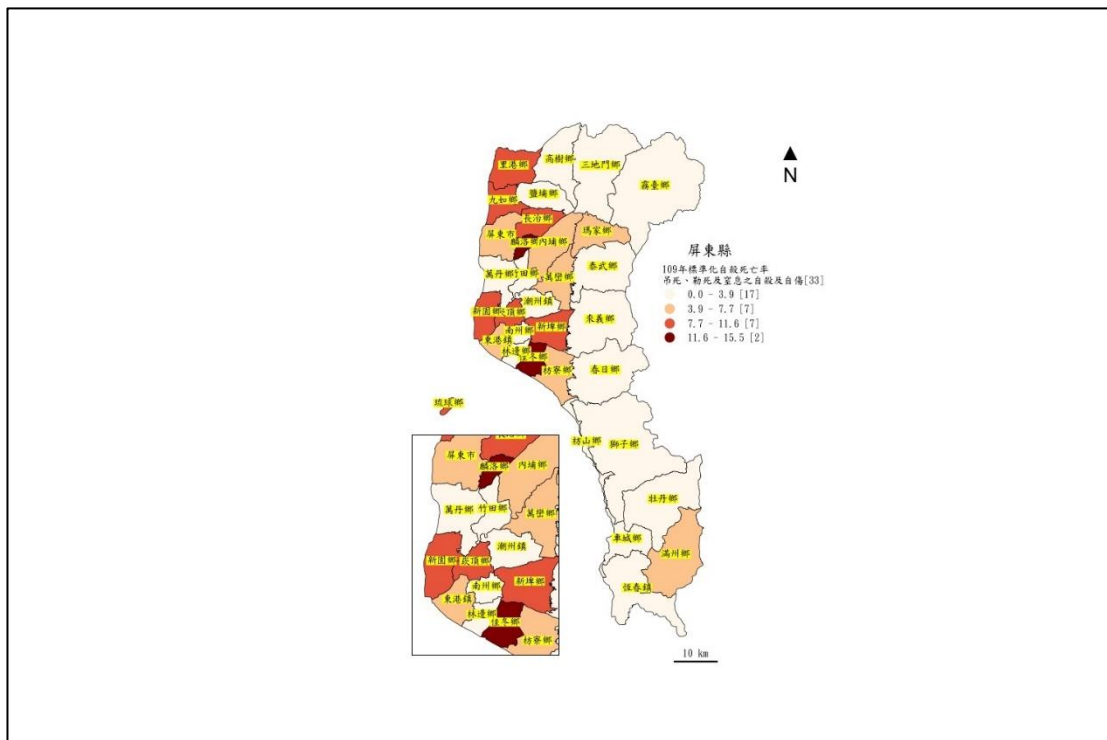 高樹鄉
三地門鄉
里港鄉
霧臺鄉
鹽埔鄉
九如鄉
長治鄉
屏東市
麟洛鄉
內埔鄉
瑪家鄉
萬丹鄉
竹田鄉
萬巒鄉
泰武鄉
潮州鎮
新園鄉
崁頂鄉
來義鄉
新埤鄉
南州鄉
東港鎮
林邊鄉
佳冬鄉
枋寮鄉
春日鄉
琉球鄉
枋山鄉
獅子鄉
牡丹鄉
車城鄉
滿州鄉
恆春鎮
N
屏東縣
109年標準化自殺死亡率
吊死、勒死及窒息之自殺及自傷[33]
0.0 - 3.9 [17]
3.9 - 7.7 [7]
7.7 - 11.6 [7]
11.6 - 15.5 [2]
屏東市
麟洛鄉
內埔鄉
萬丹鄉
竹田鄉
萬巒鄉
潮州鎮
新園鄉
崁頂鄉
新埤鄉
南州鄉
東港鎮
林邊鄉
佳冬鄉
枋寮鄉
10 km